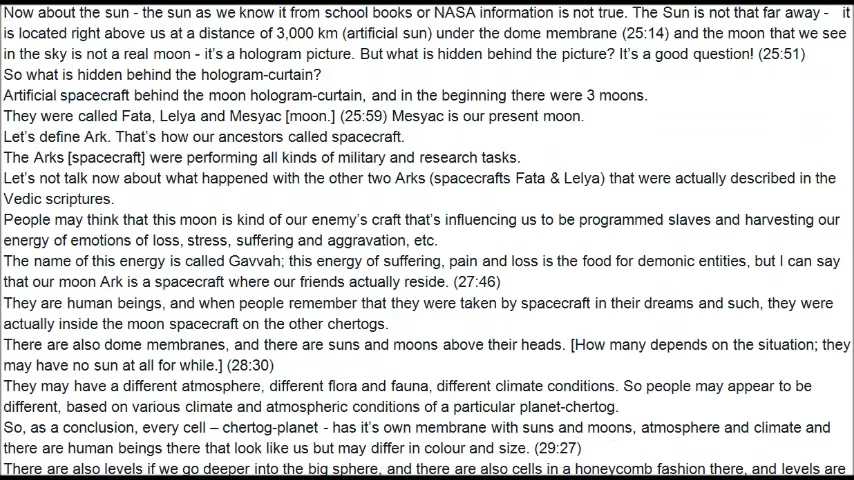 Now about the sun - the sun as we know it from school books or NASA information is not true. The Sun is not that far away - it
is located right above us at a distance of 3,000 km (artificial sun) under the dome membrane (25:14) and the moon that we see
in the sky is not a real moon - it's a hologram picture. But what is hidden behind the picture? It's a good question! (25:51)
So what is hidden behind the hologram-curtain?
Artificial spacecraft behind the moon hologram-curtain, and in the beginning there were 3 moons.
They were called Fata, Lelya and Mesyac [moon.] (25:59) Mesyac is our present moon.
Let's define Ark. That's how our ancestors called spacecraft.
The Arks [spacecraft] were performing all kinds of military and research tasks.
Let's not talk now about what happened with the other two Arks (spacecrafts Fata & Lelya) that were actually described in the
Vedic scriptures.
People may think that this moon is kind of our enemy's craft that's influencing us to be programmed slaves and harvesting our
energy of emotions of loss, stress, suffering and aggravation, etc.
The name of this energy is called Gavvah; this energy of suffering, pain and loss is the food for demonic entities, but I can say
that our moon Ark is a spacecraft where our friends actually reside. (27:46)
They are human beings, and when people remember that they were taken by spacecraft in their dreams and such, they were
actually inside the moon spacecraft on the other chertogs.
There are also dome membranes, and there are suns and moons above their heads. [How many depends on the situation; they
may have no sun at all for while.] (28:30)
They may have a different atmosphere, different flora and fauna, different climate conditions. So people may appear to be
different, based on various climate and atmospheric conditions of a particular planet-chertog.
So, as a conclusion, every cell – chertog-planet - has it's own membrane with suns and moons, atmosphere and climate and
there are human beings there that look like us but may differ in colour and size. (29:27)
There are also levels if we go deeper into the big sphere, and there are also cells in a honeycomb fashion there, and levels are